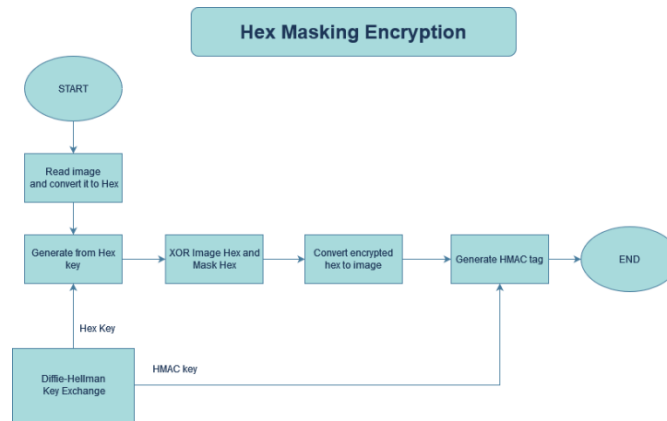 Hex Masking Encryption
START
Read image
and convert it to Hex
Generate from Hex
key
XOR Image Hex and
Mask Hex
Convert encrypted
hex to image
Generate HMAC tag
END
Hex Key
HMAC key
Diffie-Hellman
Key Exchange